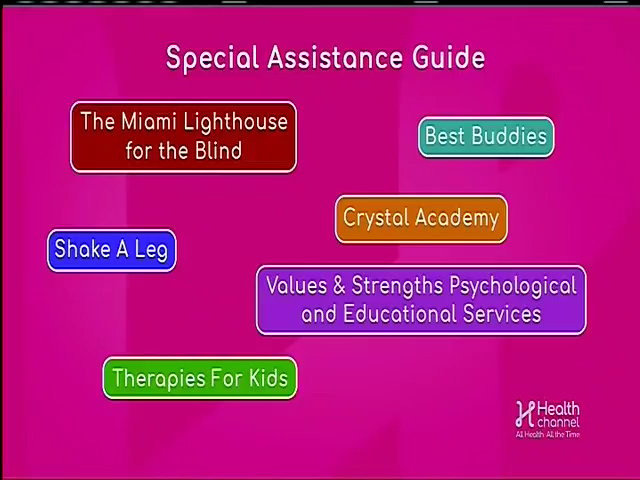 Special Assistance Guide
The Miami Lighthouse
for the Blind
Best Buddies
Crystal Academy
Shake A Leg
Values & Strengths Psychological
and Educational Services
Therapies For Kids
Health
channel
All Health All the Time